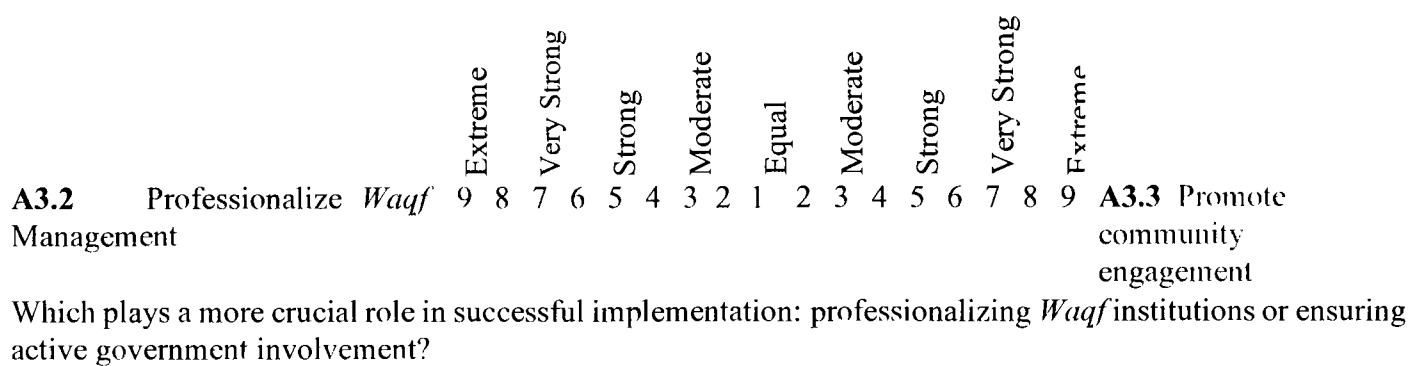 Extreme
Very Strong
Strong
Moderate
Equal
Moderate
Strong
Very Strong
Extreme
A3.2 Professionalize Waqf 9 8 7 6 5 4 3 2 1 2 3 4 5 6 7 8 9 A3.3 Promote
Management community
engagement
Which plays a more crucial role in successful implementation: professionalizing Waqf institutions or ensuring
active government involvement?